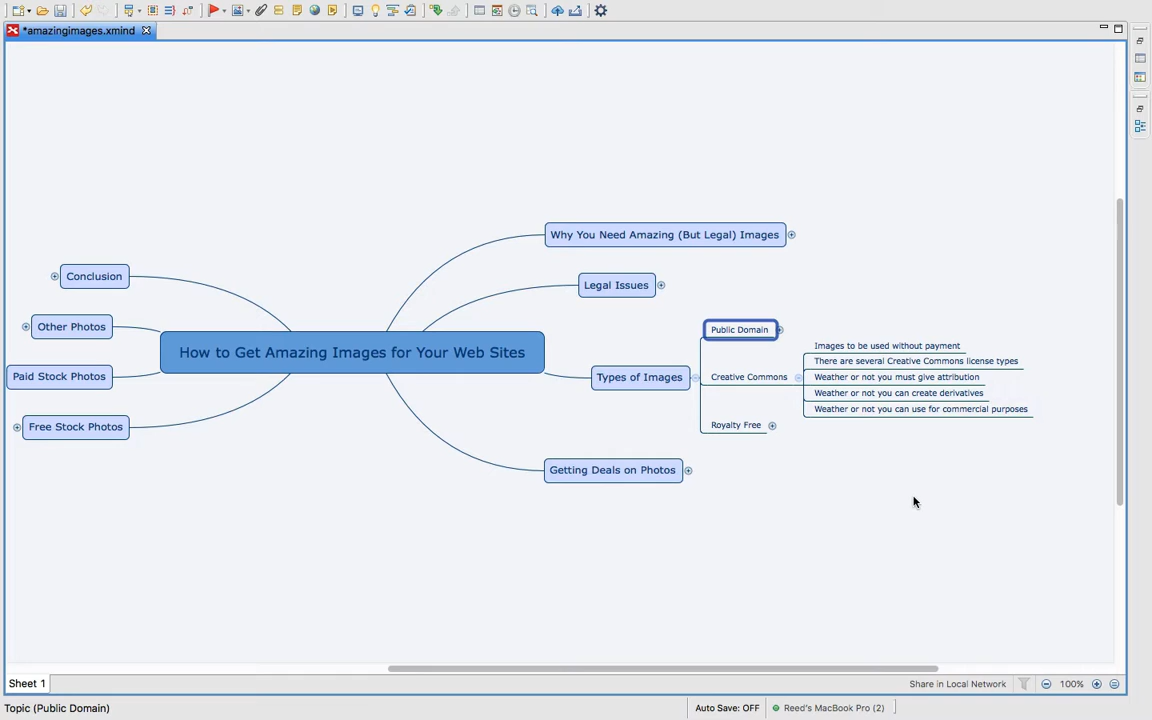 *amazingimages.xmind
Why You Need Amazing (But Legal) Images
Conclusion
Legal Issues
Other Photos
Public Domain
Images to be used without payment
How to Get Amazing Images for Your Web Sites
There are several Creative Commons license types
Paid Stock Photos
Types of Images
Creative Commons
Weather or not you must give attribution
Weather or not you can create derivatives
Weather or not you can use for commercial purposes
Free Stock Photos
Royalty Free
Getting Deals on Photos
Sheet 1
Share in Local Network
100%
Topic (Public Domain)
Auto Save: OFF
Reed's MacBook Pro (2)